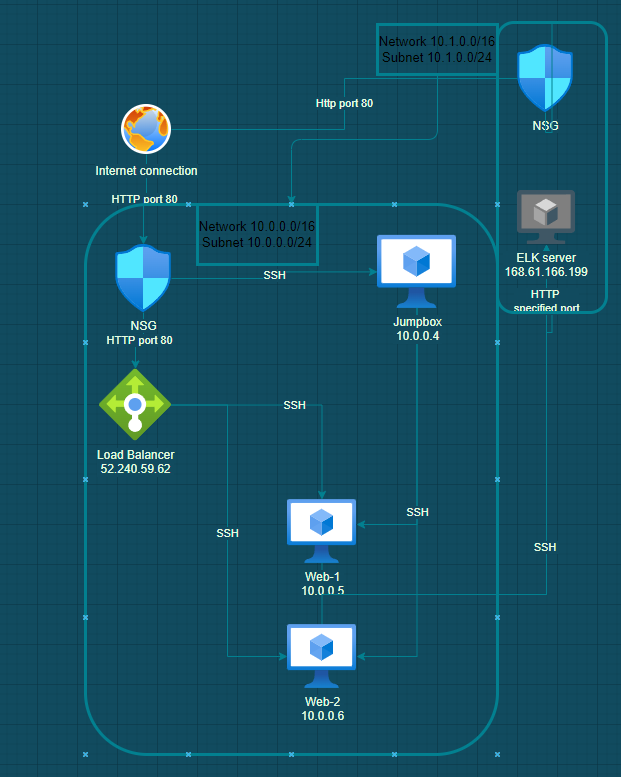 Network 10.1.0.0/16
Subnet 10.1.0.0/24
Http port 80
NSG
Internet connection
HTTP port 80
Network 10.0.0.0/16
Subnet 10.0.0.0/24
ELK server
168.61.166.199
SSH
HTTP
specified port
NSG
HTTP port 80
Jumpbox
10.0.0.4
SSH
Load Balancer
52.240.59.62
SSH
SSH
SSH
Web-1
10.0.0.5
Web-2
10.0.0.6